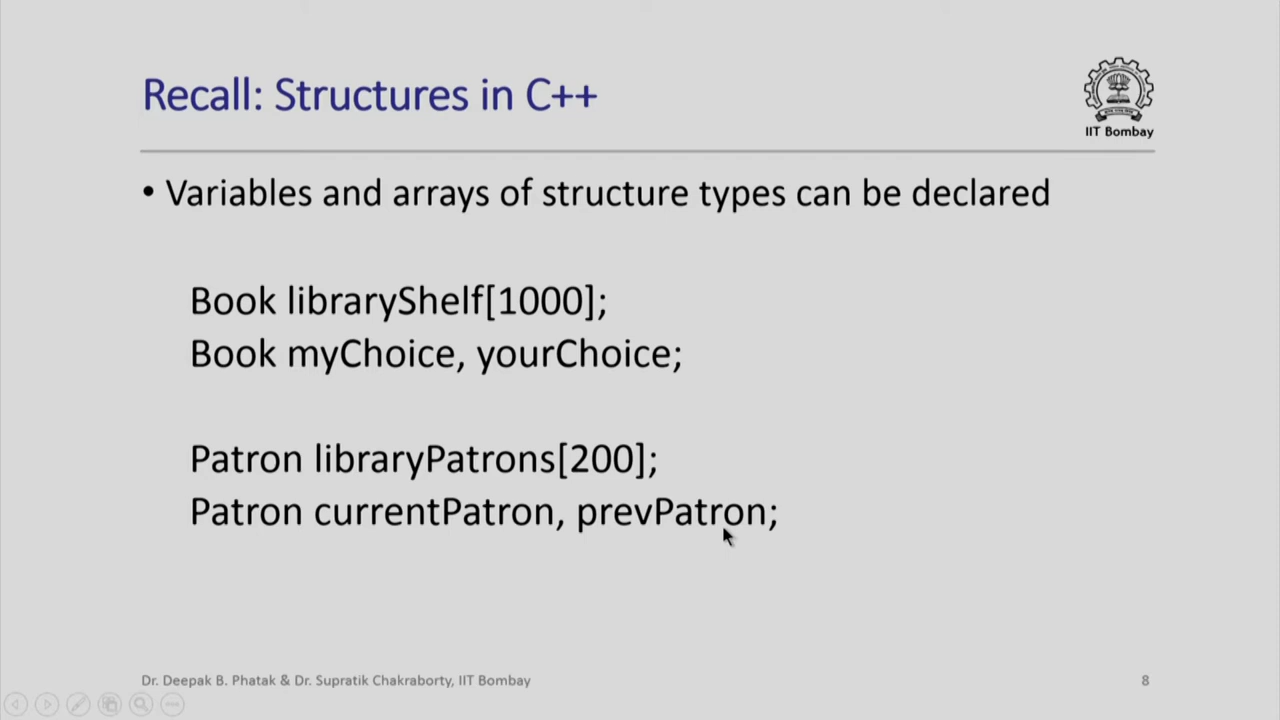 Recall: Structures in C++
IIT Bombay
• Variables and arrays of structure types can be declared
Book libraryShelf[1000];
Book myChoice, yourChoice;
Patron libraryPatrons[200];
Patron currentPatron, prevPatron;
Dr. Deepak B. Phatak & Dr. Supratik Chakraborty, IIT Bombay
8